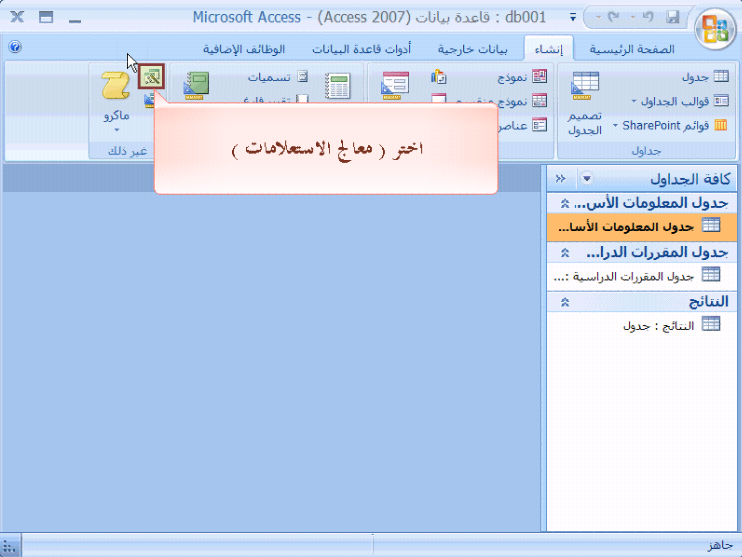 Microsoft Access - (Access 2007) قاعدة بيانات : db001
الصفحة الرئيسية
إنشاء
بيانات خارجية
أدوات قاعدة البيانات
الوظائف الإضافية
جدول
قوالب الجداول
قوائم SharePoint
تصميم الجدول
جداول
نموذج
تسميات
ماكرو
غير ذلك
اختر ( معالج الاستعلامات )
كافة الجداول
جدول المعلومات الأس...
جدول المعلومات الأسا...
جدول المقررات الدرا...
جدول المقررات الدراسية :...
النتائج
النتائج : جدول
جاهز